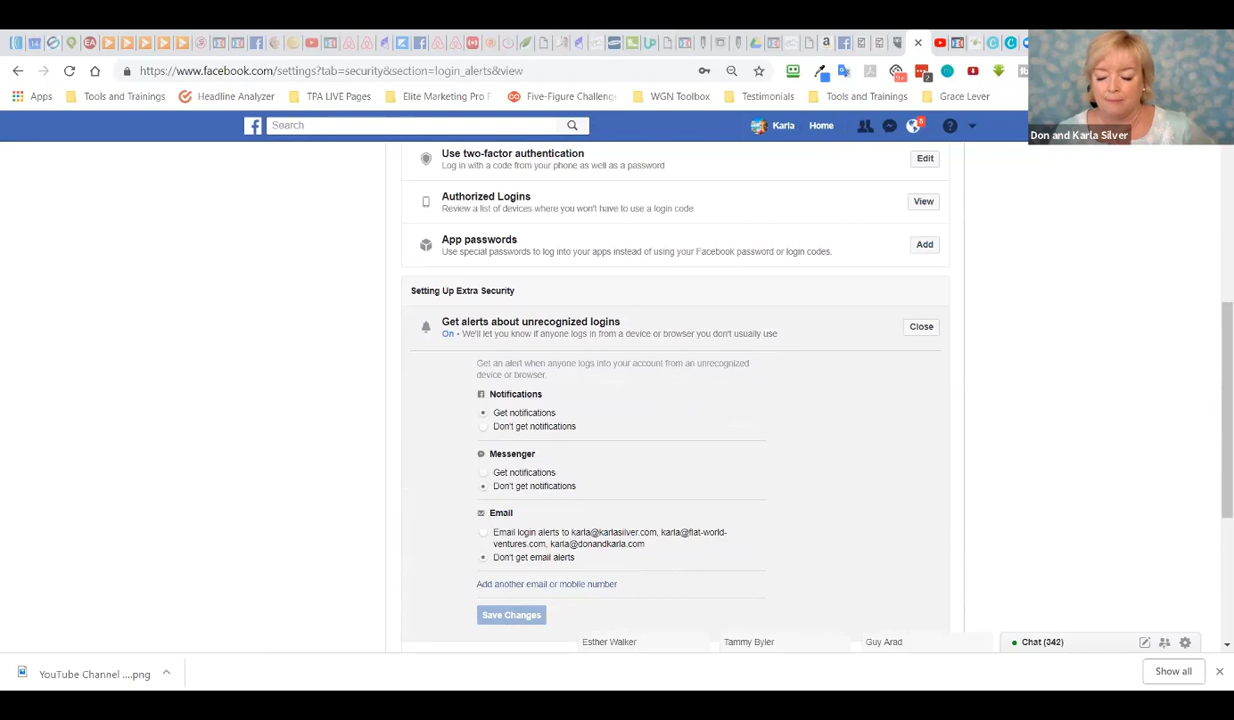 https://www.facebook.com/settings?tab=security&section=login_alerts&view
Apps
Tools and Trainings
Headline Analyzer
TPA LIVE Pages
Elite Marketing Pro F
Five-Figure Challeng
WGN Toolbox
Testimonials
Tools and Trainings
Grace Lever
Don and Karla Silver
Search
Karla
Home
Use two-factor authentication
Log in with a code from your phone as well as a password
Edit
Authorized Logins
Review a list of devices where you won't have to use a login code
View
App passwords
Use special passwords to log into your apps instead of using your Facebook password or login codes.
Add
Setting Up Extra Security
Get alerts about unrecognized logins
On - We'll let you know if anyone logs in from a device or browser you don't usually use
Close
Get an alert when anyone logs into your account from an unrecognized
device or browser.
Notifications
Get notifications
Don't get notifications
Messenger
Get notifications
Don't get notifications
Email
Email login alerts to karla@karlasilver.com, karla@flat-world-
ventures.com, karla@donandkarla.com
Don't get email alerts
Add another email or mobile number
Save Changes
Esther Walker
Tammy Byler
Guy Arad
Chat (342)
YouTube Channel ....png
Show all